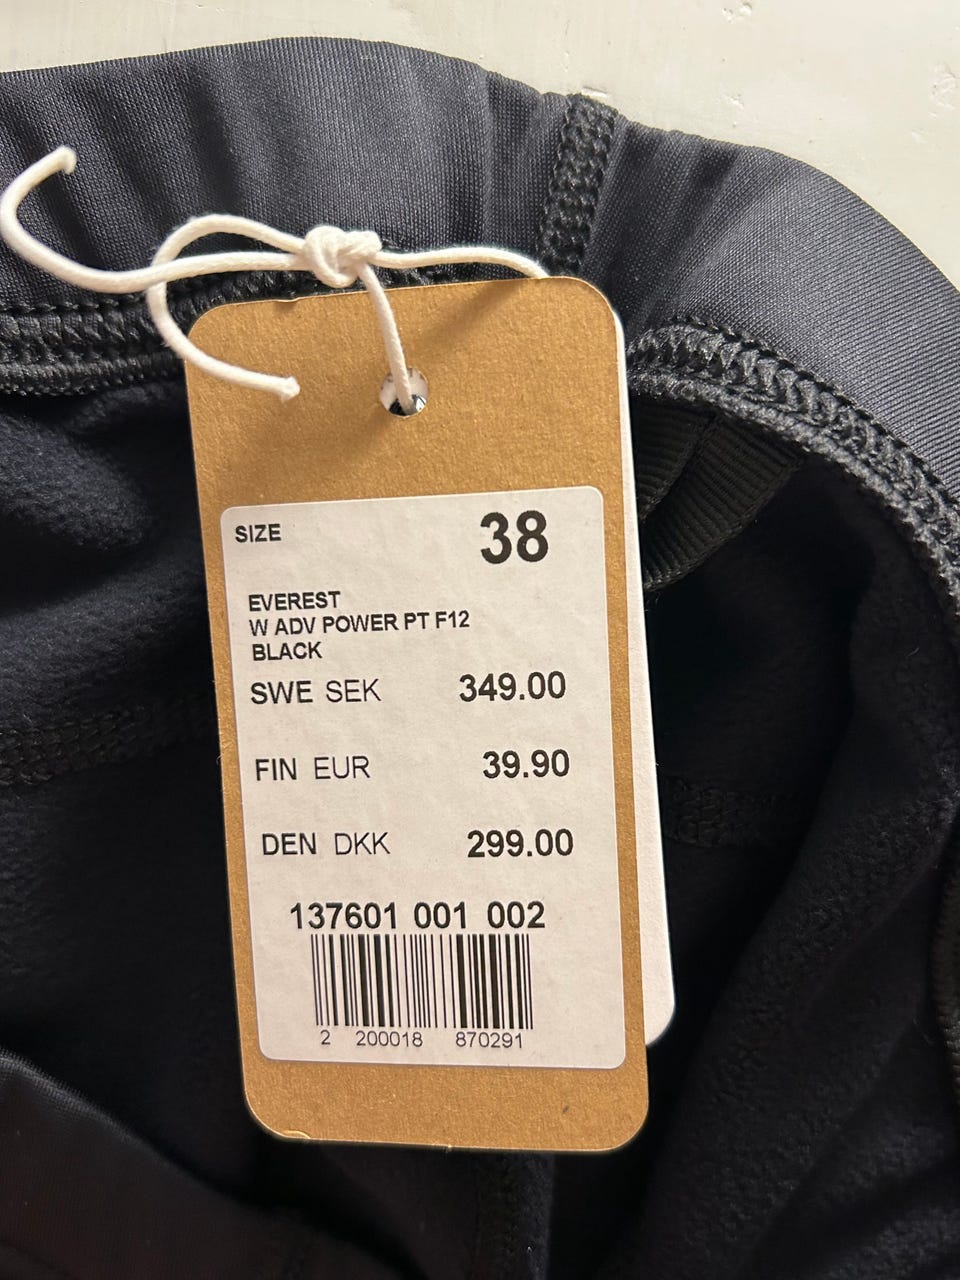 SIZE 38
EVEREST
W ADV POWER PT F12
BLACK
SWE SEK 349.00
FIN EUR 39.90
DEN DKK 299.00
137601 001 002
2 200018 870291